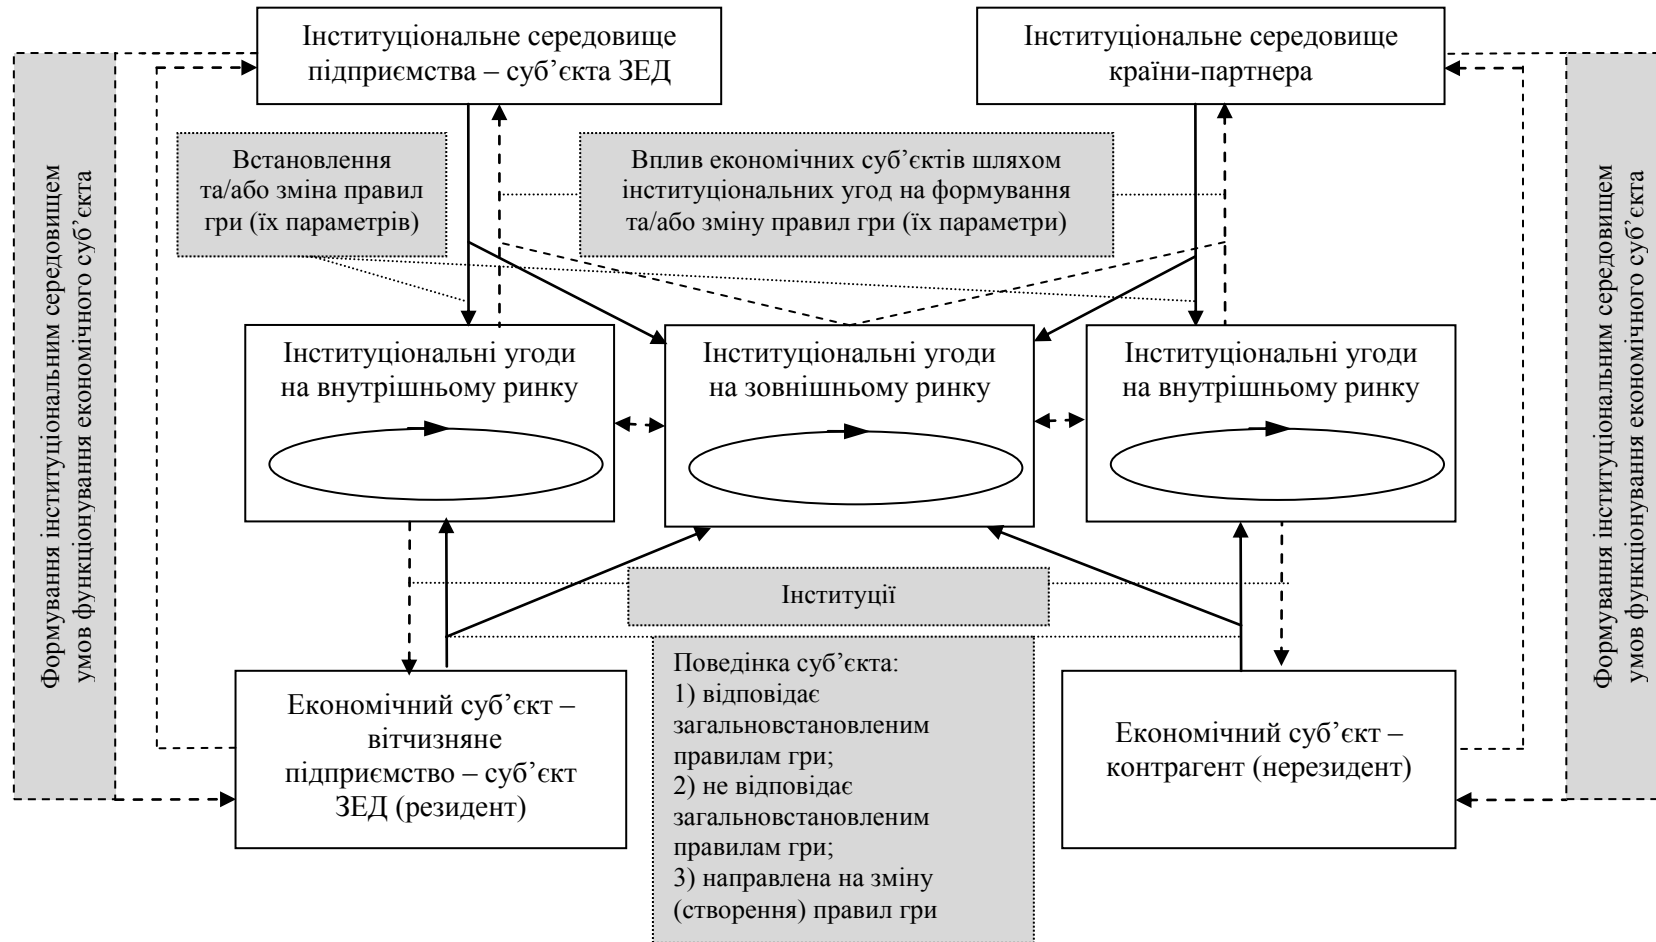 Інституціональне середовище
підприємства – суб’єкта ЗЕД
Інституціональне середовище
країни-партнера
Формування інституціональним середовищем
умов функціонування економічного суб’єкта
Встановлення
та/або зміна правил
гри (їх параметрів)
Вплив економічних суб’єктів шляхом
інституціональних угод на формування
та/або зміну правил гри (їх параметри)
Формування інституціональним середовищем
умов функціонування економічного суб’єкта
Інституціональні угоди
на внутрішньому ринку
Інституціональні угоди
на зовнішньому ринку
Інституціональні угоди
на внутрішньому ринку
Інституції
Економічний суб’єкт –
вітчизняне
підприємство – суб’єкт
ЗЕД (резидент)
Поведінка суб’єкта:
1) відповідає
загальновстановленим
правилам гри;
2) не відповідає
загальновстановленим
правилам гри;
3) направлена на зміну
(створення) правил гри
Економічний суб’єкт –
контрагент (нерезидент)